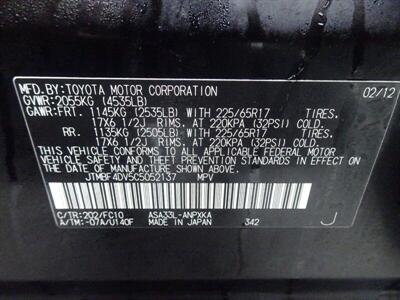 MFD.BY:TOYOTA MOTOR CORPORATION 02/12
GVWR:2055KG (4535LB)
GAWR:FRT. 1145KG (2535LB) WITH 225/65R17 TIRES.
17X6 1/2J RIMS. AT 220KPA (32PSI) COLD.
RR. 1135KG (2505LB) WITH 225/65R17 TIRES.
17X6 1/2J RIMS. AT 220KPA (32PSI) COLD.
THIS VEHICLE CONFORMS TO ALL APPLICABLE
FEDERAL MOTOR VEHICLE SAFETY STANDARDS
IN EFFECT ON THE DATE OF
MANUFACTURE SHOWN ABOVE.
JTMBF4DV5C5052137 MPV
C/TR:202/FC10 ASA33L-ANPXKA
A/TM:-07A/U140F MADE IN JAPAN 342 J